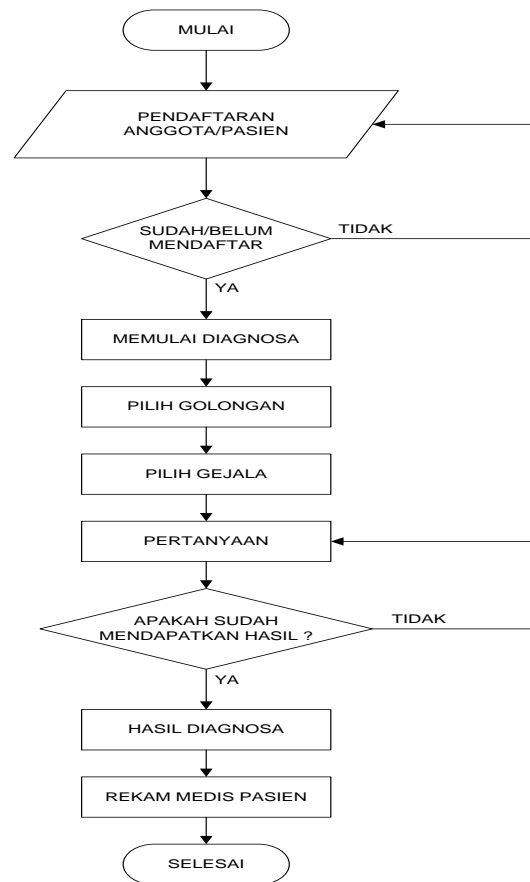 MULAI
PENDAFTARAN
ANGGOTA/PASIEN
SUDAH/BELUM
MENDAFTAR
TIDAK
YA
MEMULAI DIAGNOSA
PILIH GOLONGAN
PILIH GEJALA
PERTANYAAN
APAKAH SUDAH
MENDAPATKAN HASIL ?
TIDAK
YA
HASIL DIAGNOSA
REKAM MEDIS PASIEN
SELESAI